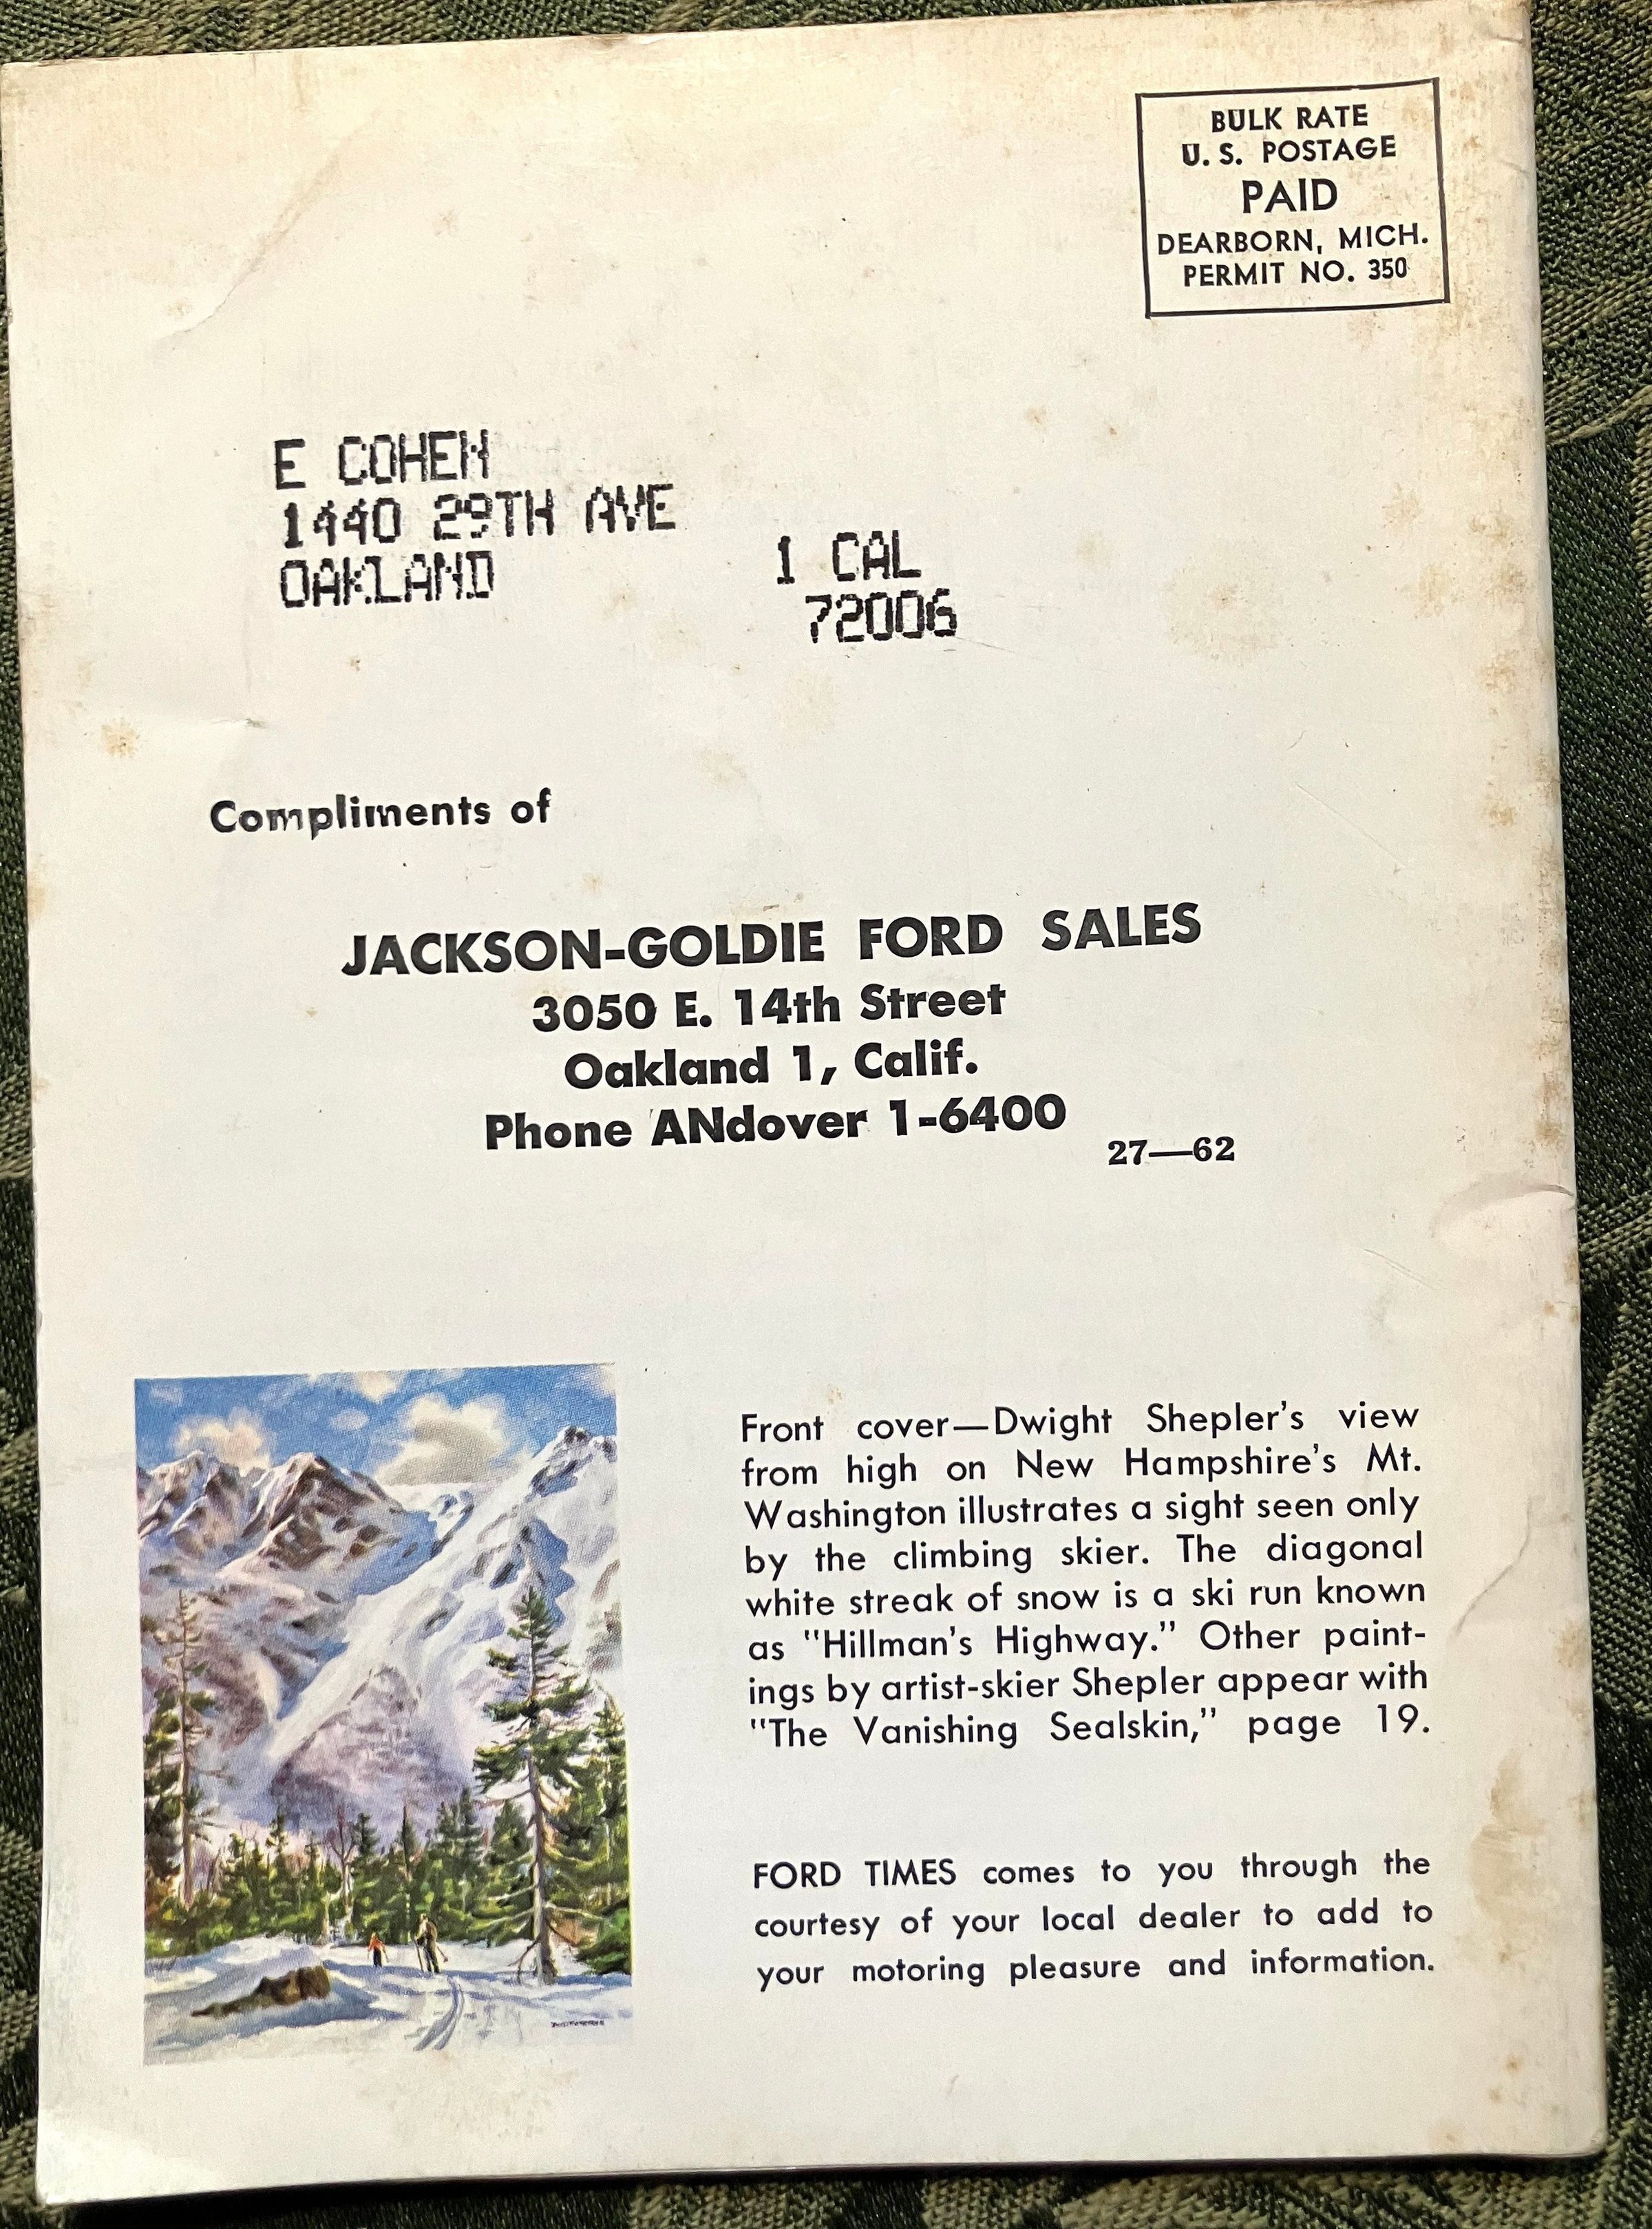 BULK RATE
U. S. POSTAGE
PAID
DEARBORN, MICH.
PERMIT NO. 350
E COHEN
1440 29TH AVE
OAKLAND 1 CAL
72006
Compliments of
JACKSON-GOLDIE FORD SALES
3050 E. 14th Street
Oakland 1, Calif.
Phone ANdover 1-6400
27—62
Front cover—Dwight Shepler's view
from high on New Hampshire's Mt.
Washington illustrates a sight seen only
by the climbing skier. The diagonal
white streak of snow is a ski run known
as "Hillman's Highway." Other paint-
ings by artist-skier Shepler appear with
"The Vanishing Sealskin," page 19.
FORD TIMES comes to you through the
courtesy of your local dealer to add to
your motoring pleasure and information.